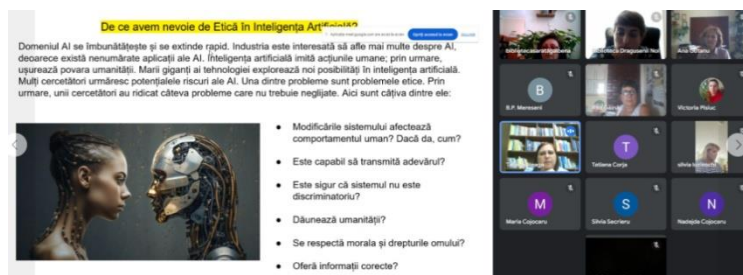 De ce avem nevoie de Etică în Inteligența Artificială?
Domeniul AI se îmbunătățește și se extinde rapid. Industria este interesată să afle mai multe despre AI,
deoarece există nenumărate aplicații ale AI. Inteligența artificială imită acțiunile umane; prin urmare,
ușurează povara umanității. Marii giganți ai tehnologiei explorează noi posibilități în inteligența artificială.
Mulți cercetători urmăresc potențialele riscuri ale AI. Una dintre probleme sunt problemele etice. Prin
urmare, unii cercetători au ridicat câteva probleme care nu trebuie neglijate. Aici sunt câțiva dintre ele:
● Modificările sistemului afectează
comportamentul uman? Dacă da, cum?
● Este capabil să transmită adevărul?
● Este sigur că sistemul nu este
discriminatoriu?
● Dăunează umanității?
● Se respectă morala și drepturile omului?
● Oferă informații corecte?
B
B.P. Mereseni
Victoria Plaiuc
T
Tatiana Corja
M
Maria Cojocaru
S
Silvia Secrieru
N
Nadejda Cojocaru